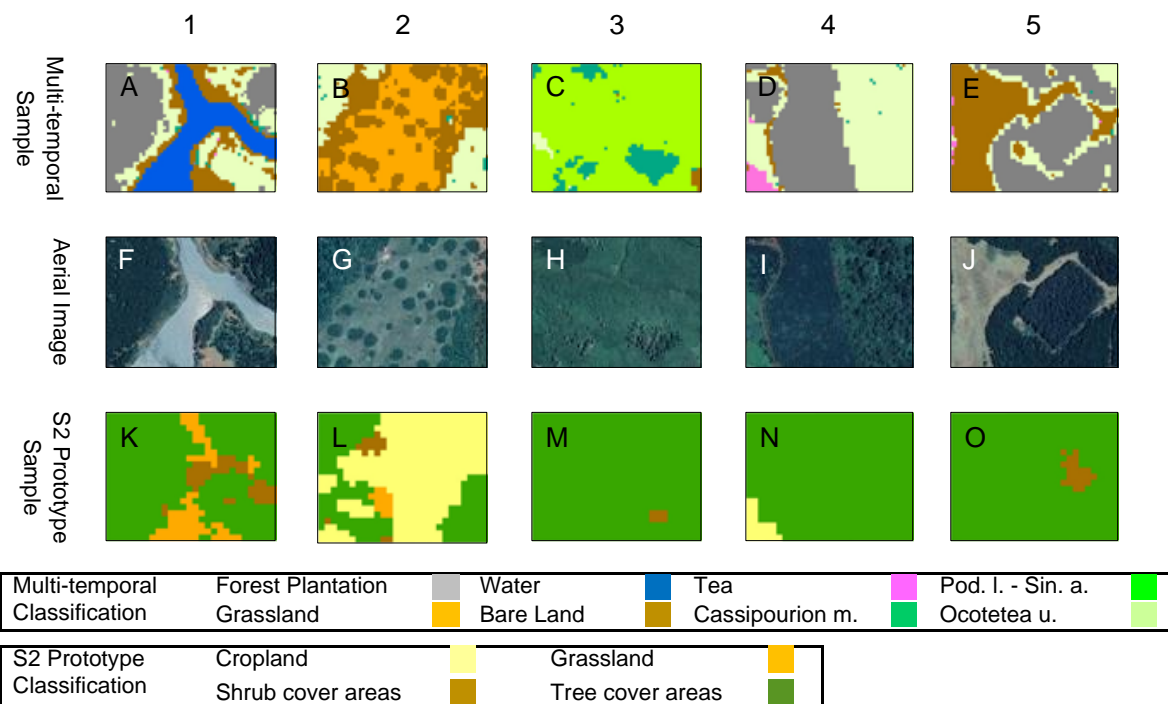 1 2 3 4 5
Multi-temporal
Sample
A B C D E
Aerial Image
F G H I J
S2 Prototype
Sample
K L M N O
Multi-temporal Forest Plantation Water Tea Pod. l. - Sin. a.
Classification Grassland Bare Land Cassipourion m. Ocotetea u.
S2 Prototype Cropland Grassland
Classification Shrub cover areas Tree cover areas